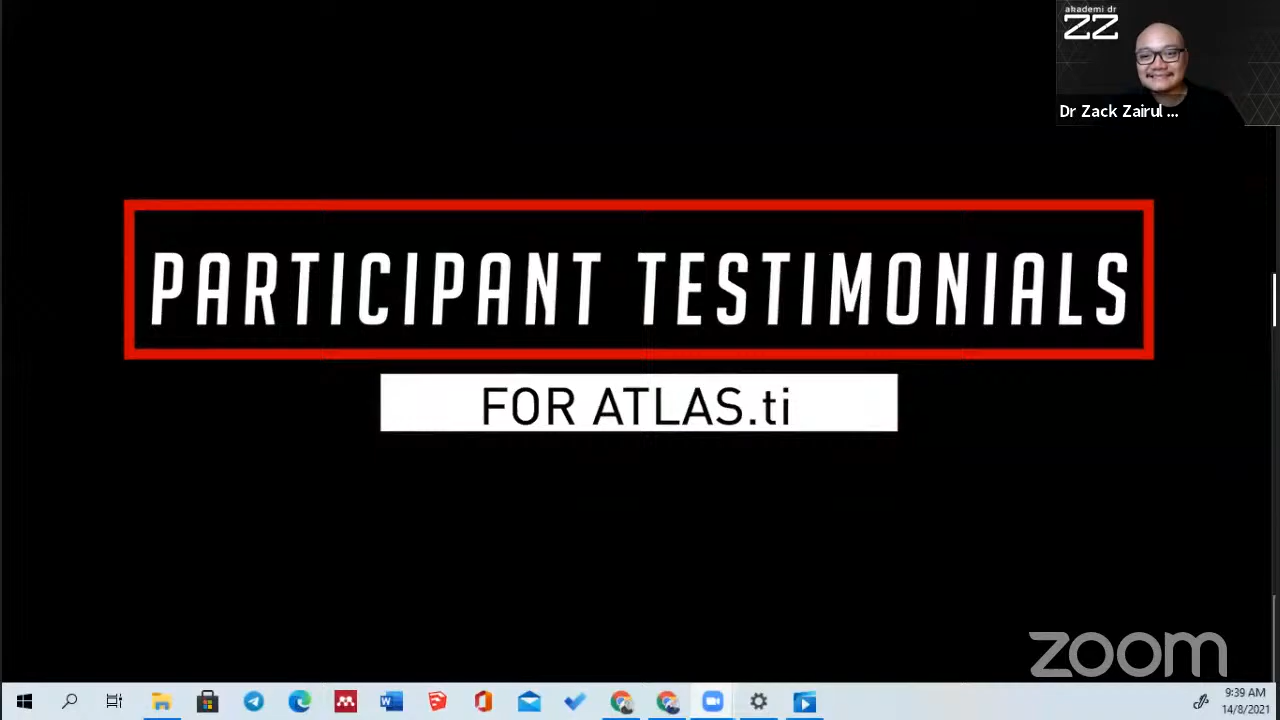 akademi dr
ZZ
Dr Zack Zairul ...
PARTICIPANT TESTIMONIALS
FOR ATLAS.ti
zoom
9:39 AM
14/8/2021